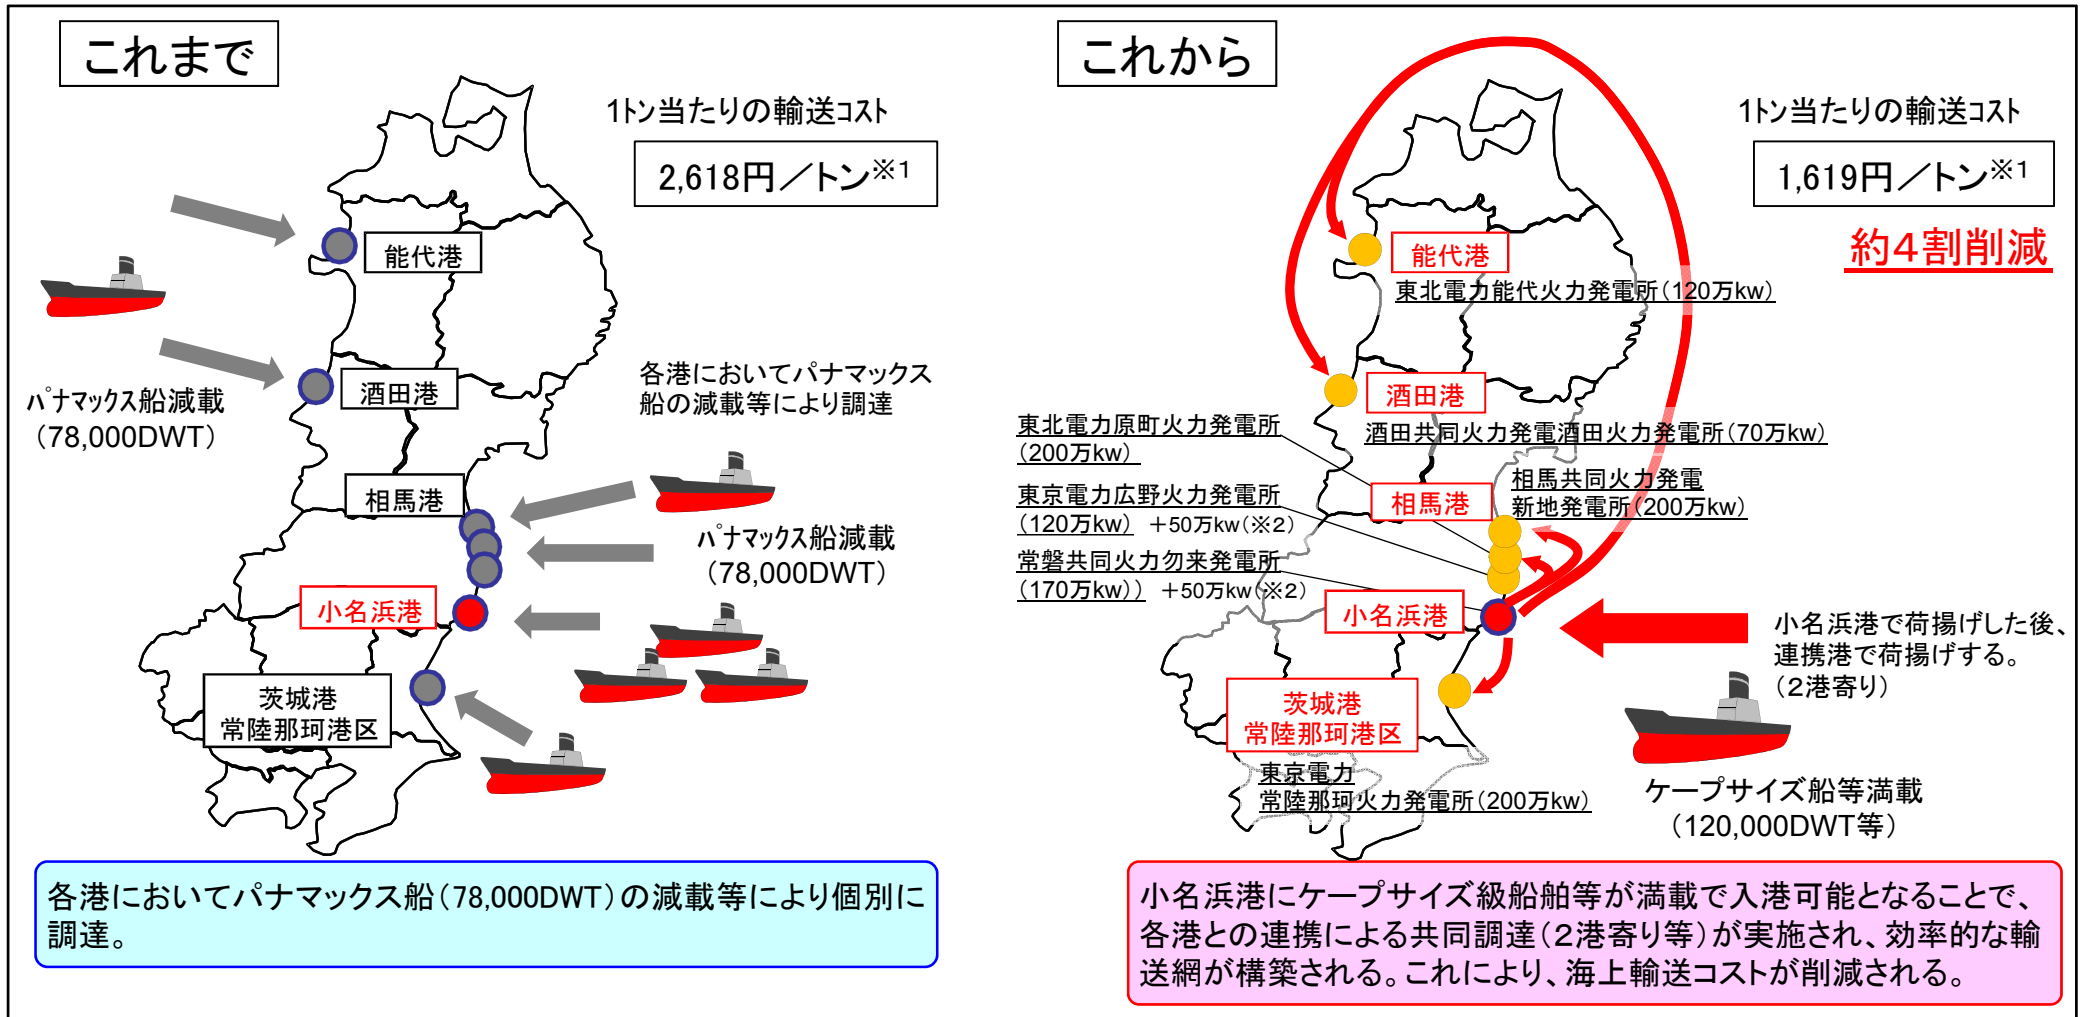 これまで
1トン当たりの輸送コスト
2,618円／トン※1
能代港
酒田港
パナマックス船減載
(78,000DWT)
各港においてパナマックス
船の減載等により調達
相馬港
パナマックス船減載
(78,000DWT)
小名浜港
茨城港
常陸那珂港区
各港においてパナマックス船(78,000DWT)の減載等により個別に
調達。
これから
1トン当たりの輸送コスト
1,619円／トン※1
約4割削減
能代港
東北電力能代火力発電所(120万kw)
酒田港
酒田共同火力発電酒田火力発電所(70万kw)
東北電力原町火力発電所
(200万kw)
相馬港
相馬共同火力発電
新地発電所(200万kw)
東京電力広野火力発電所
(120万kw) +50万kw(※2)
常磐共同火力勿来発電所
(170万kw)) +50万kw(※2)
小名浜港
小名浜港で荷揚げした後、
連携港で荷揚げする。
(2港寄り)
茨城港
常陸那珂港区
東京電力
常陸那珂火力発電所(200万kw)
ケープサイズ船等満載
(120,000DWT等)
小名浜港にケープサイズ級船舶等が満載で入港可能となることで、
各港との連携による共同調達(2港寄り等)が実施され、効率的な輸
送網が構築される。これにより、海上輸送コストが削減される。